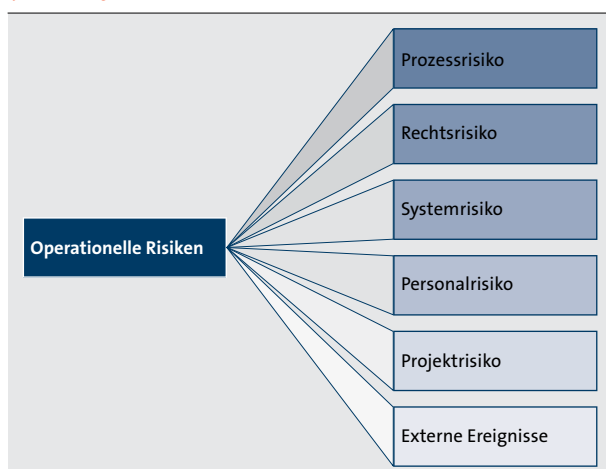 Operationelle Risiken
Prozessrisiko
Rechtsrisiko
Systemrisiko
Personalrisiko
Projektrisiko
Externe Ereignisse